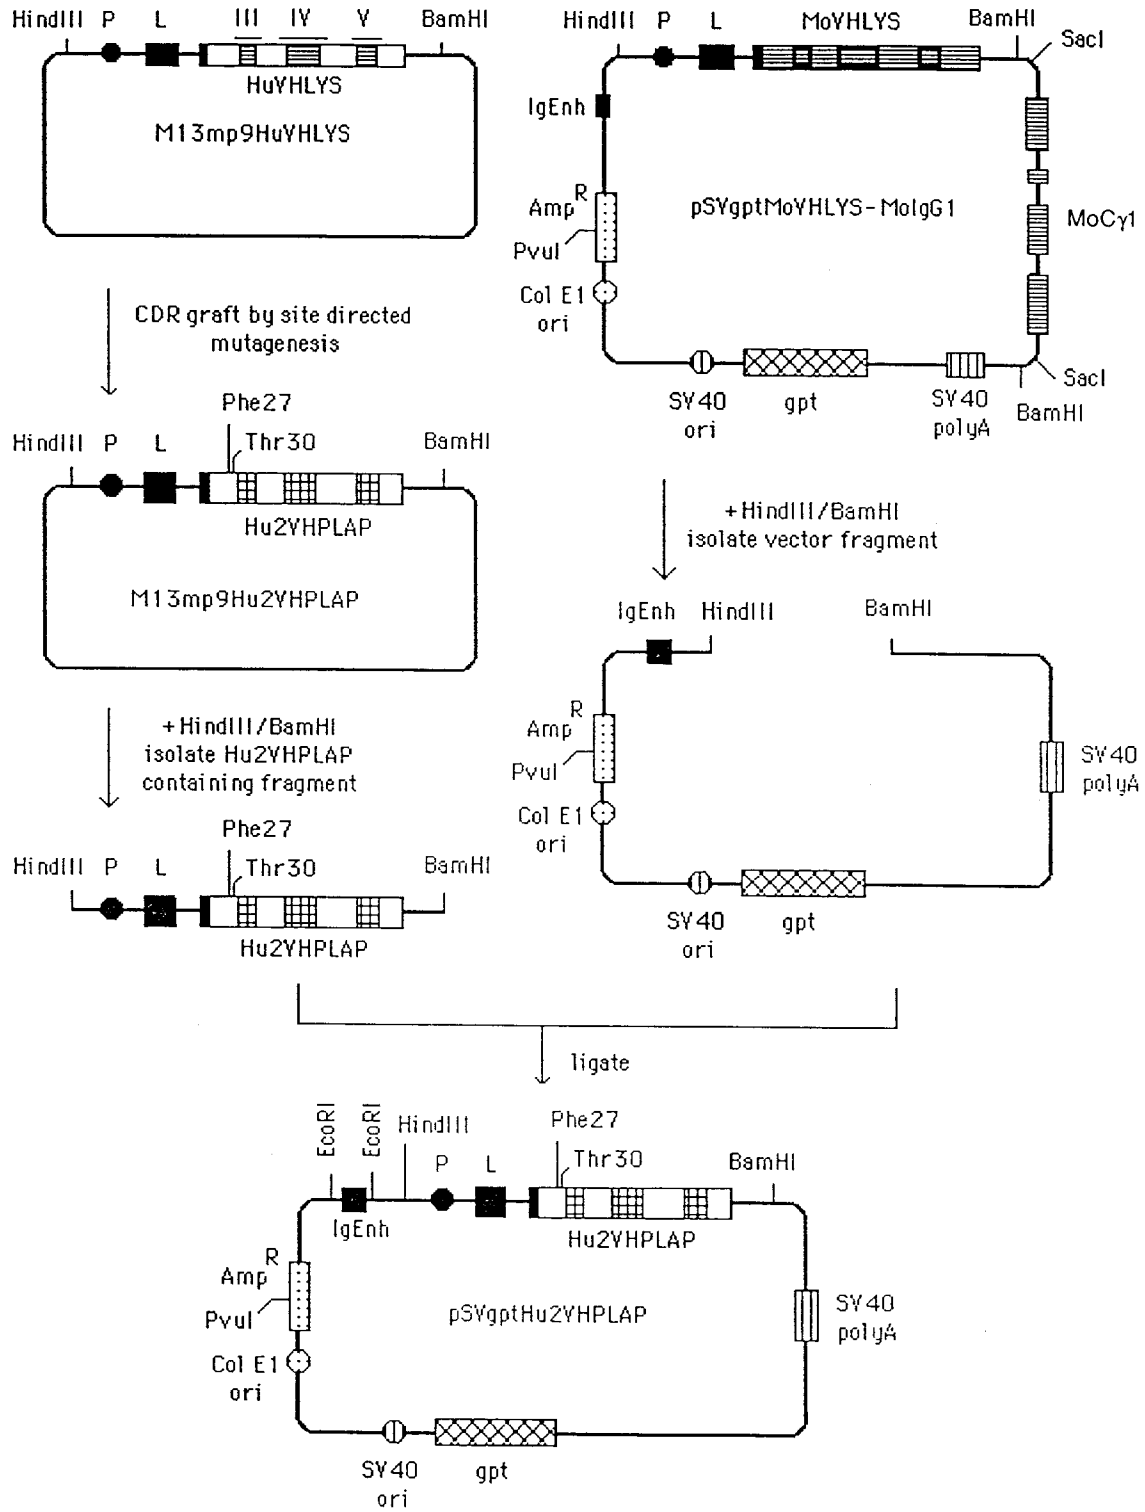 HindIII P L III IV V BamHI
HuVHLYS
M13mp9HuVHLYS
CDR graft by site directed
mutagenesis
Phe27
Thr30
HindIII P L BamHI
Hu2VHPLAP
M13mp9Hu2VHPLAP
+HindIII/BamHI
isolate Hu2VHPLAP
containing fragment
Phe27
Thr30
HindIII P L BamHI
Hu2VHPLAP
HindIII P L MoVHLYS BamHI
SacI
IgEnh
Amp R
PvuI
Col E1
ori
pSVgptMoVHLYS-MoIgG1
MoCγ1
SV40
ori
gpt
SV40
polyA
SacI
BamHI
+HindIII/BamHI
isolate vector fragment
IgEnh HindIII BamHI
Amp R
PvuI
Col E1
ori
SV40
polyA
SV40
ori
gpt
ligate
EcoRI
EcoRI
HindIII
P L
Phe27
Thr30
BamHI
IgEnh
Hu2VHPLAP
Amp R
PvuI
Col E1
ori
pSVgptHu2VHPLAP
SV40
polyA
SV40
ori
gpt